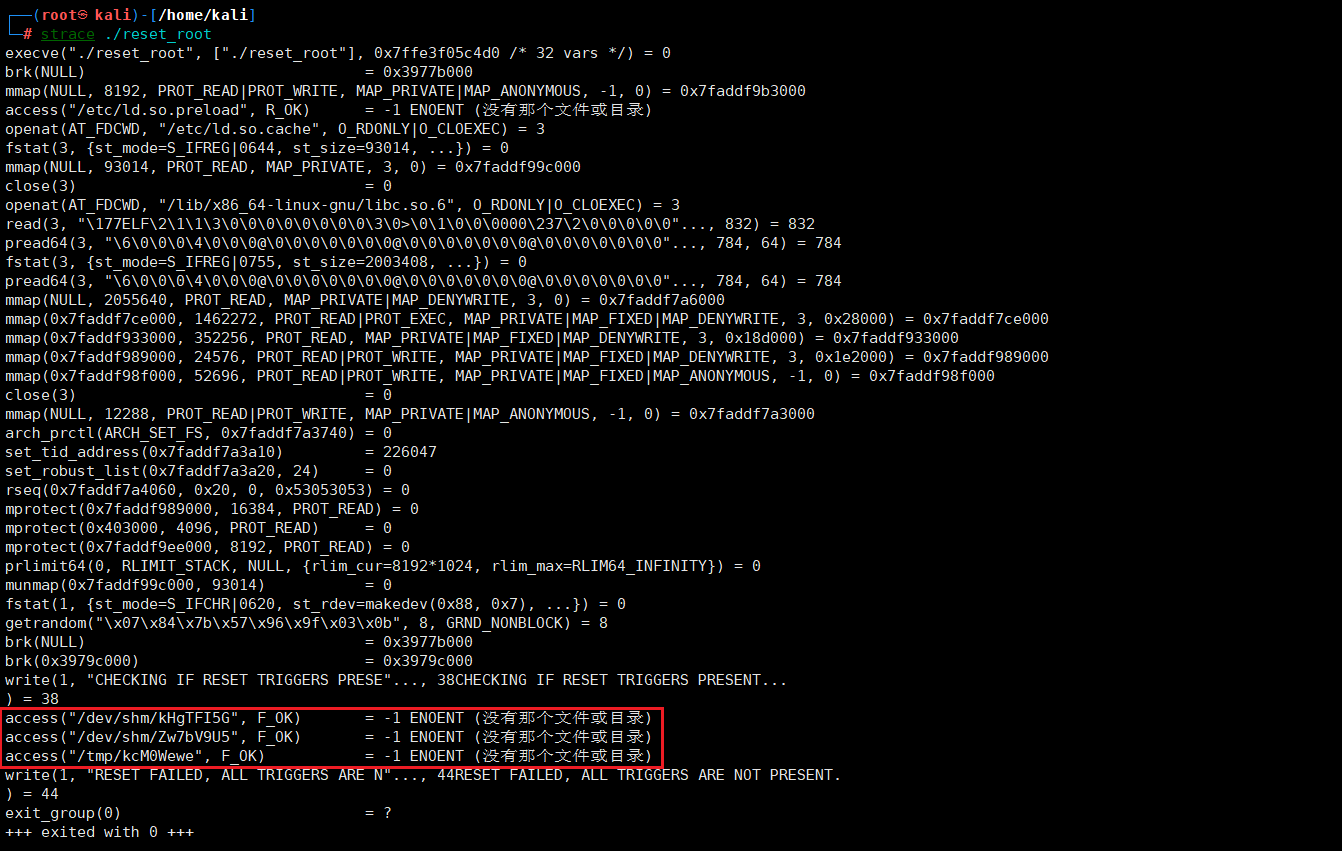 ┌──(root㉿kali)-[/home/kali]
└─# strace ./reset_root
execve("./reset_root", ["./reset_root"], 0x7ffe3f05c4d0 /* 32 vars */) = 0
brk(NULL)                               = 0x3977b000
mmap(NULL, 8192, PROT_READ|PROT_WRITE, MAP_PRIVATE|MAP_ANONYMOUS, -1, 0) = 0x7faddf9b3000
access("/etc/ld.so.preload", R_OK)      = -1 ENOENT (没有那个文件或目录)
openat(AT_FDCWD, "/etc/ld.so.cache", O_RDONLY|O_CLOEXEC) = 3
fstat(3, {st_mode=S_IFREG|0644, st_size=93014, ...}) = 0
mmap(NULL, 93014, PROT_READ, MAP_PRIVATE, 3, 0) = 0x7faddf99c000
close(3)                                = 0
openat(AT_FDCWD, "/lib/x86_64-linux-gnu/libc.so.6", O_RDONLY|O_CLOEXEC) = 3
read(3, "\177ELF\2\1\1\3\0\0\0\0\0\0\0\0\3\0>\0\1\0\0\0000\237\2\0\0\0\0\0"..., 832) = 832
pread64(3, "\6\0\0\0\4\0\0\0@\0\0\0\0\0\0\0@\0\0\0\0\0\0\0@\0\0\0\0\0\0\0"..., 784, 64) = 784
fstat(3, {st_mode=S_IFREG|0755, st_size=2003408, ...}) = 0
pread64(3, "\6\0\0\0\4\0\0\0@\0\0\0\0\0\0\0@\0\0\0\0\0\0\0@\0\0\0\0\0\0\0"..., 784, 64) = 784
mmap(NULL, 2055640, PROT_READ, MAP_PRIVATE|MAP_DENYWRITE, 3, 0) = 0x7faddf7a6000
mmap(0x7faddf7ce000, 1462272, PROT_READ|PROT_EXEC, MAP_PRIVATE|MAP_FIXED|MAP_DENYWRITE, 3, 0x28000) = 0x7faddf7ce000
mmap(0x7faddf933000, 352256, PROT_READ, MAP_PRIVATE|MAP_FIXED|MAP_DENYWRITE, 3, 0x18d000) = 0x7faddf933000
mmap(0x7faddf989000, 24576, PROT_READ|PROT_WRITE, MAP_PRIVATE|MAP_FIXED|MAP_DENYWRITE, 3, 0x1e2000) = 0x7faddf989000
mmap(0x7faddf98f000, 52696, PROT_READ|PROT_WRITE, MAP_PRIVATE|MAP_FIXED|MAP_ANONYMOUS, -1, 0) = 0x7faddf98f000
close(3)                                = 0
mmap(NULL, 12288, PROT_READ|PROT_WRITE, MAP_PRIVATE|MAP_ANONYMOUS, -1, 0) = 0x7faddf7a3000
arch_prctl(ARCH_SET_FS, 0x7faddf7a3740) = 0
set_tid_address(0x7faddf7a3a10)         = 226047
set_robust_list(0x7faddf7a3a20, 24)     = 0
rseq(0x7faddf7a4060, 0x20, 0, 0x53053053) = 0
mprotect(0x7faddf989000, 16384, PROT_READ) = 0
mprotect(0x403000, 4096, PROT_READ)     = 0
mprotect(0x7faddf9ee000, 8192, PROT_READ) = 0
prlimit64(0, RLIMIT_STACK, NULL, {rlim_cur=8192*1024, rlim_max=RLIM64_INFINITY}) = 0
munmap(0x7faddf99c000, 93014)           = 0
fstat(1, {st_mode=S_IFCHR|0620, st_rdev=makedev(0x88, 0x7), ...}) = 0
getrandom("\x07\x84\x7b\x57\x96\x9f\x03\x0b", 8, GRND_NONBLOCK) = 8
brk(NULL)                               = 0x3977b000
brk(0x3979c000)                         = 0x3979c000
write(1, "CHECKING IF RESET TRIGGERS PRESE"..., 38CHECKING IF RESET TRIGGERS PRESENT...
) = 38
access("/dev/shm/kHgTFI5G", F_OK)       = -1 ENOENT (没有那个文件或目录)
access("/dev/shm/Zw7bV9U5", F_OK)       = -1 ENOENT (没有那个文件或目录)
access("/tmp/kcM0Wewe", F_OK)           = -1 ENOENT (没有那个文件或目录)
write(1, "RESET FAILED, ALL TRIGGERS ARE N"..., 44RESET FAILED, ALL TRIGGERS ARE NOT PRESENT.
) = 44
exit_group(0)                           = ?
+++ exited with 0 +++